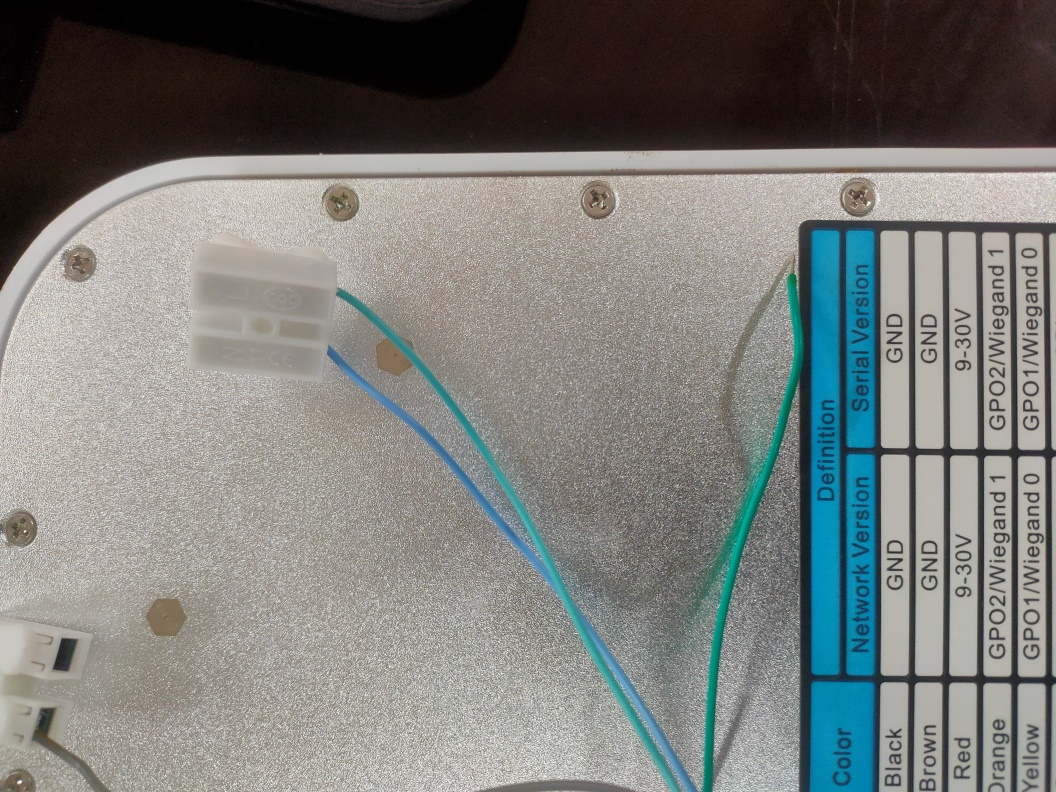 Color
Definition
Network Version
Serial Version
Black
GND
GND
Brown
GND
GND
Red
9-30V
9-30V
Orange
GPO2/Wiegand 1
GPO2/Wiegand 1
Yellow
GPO1/Wiegand 0
GPO1/Wiegand 0